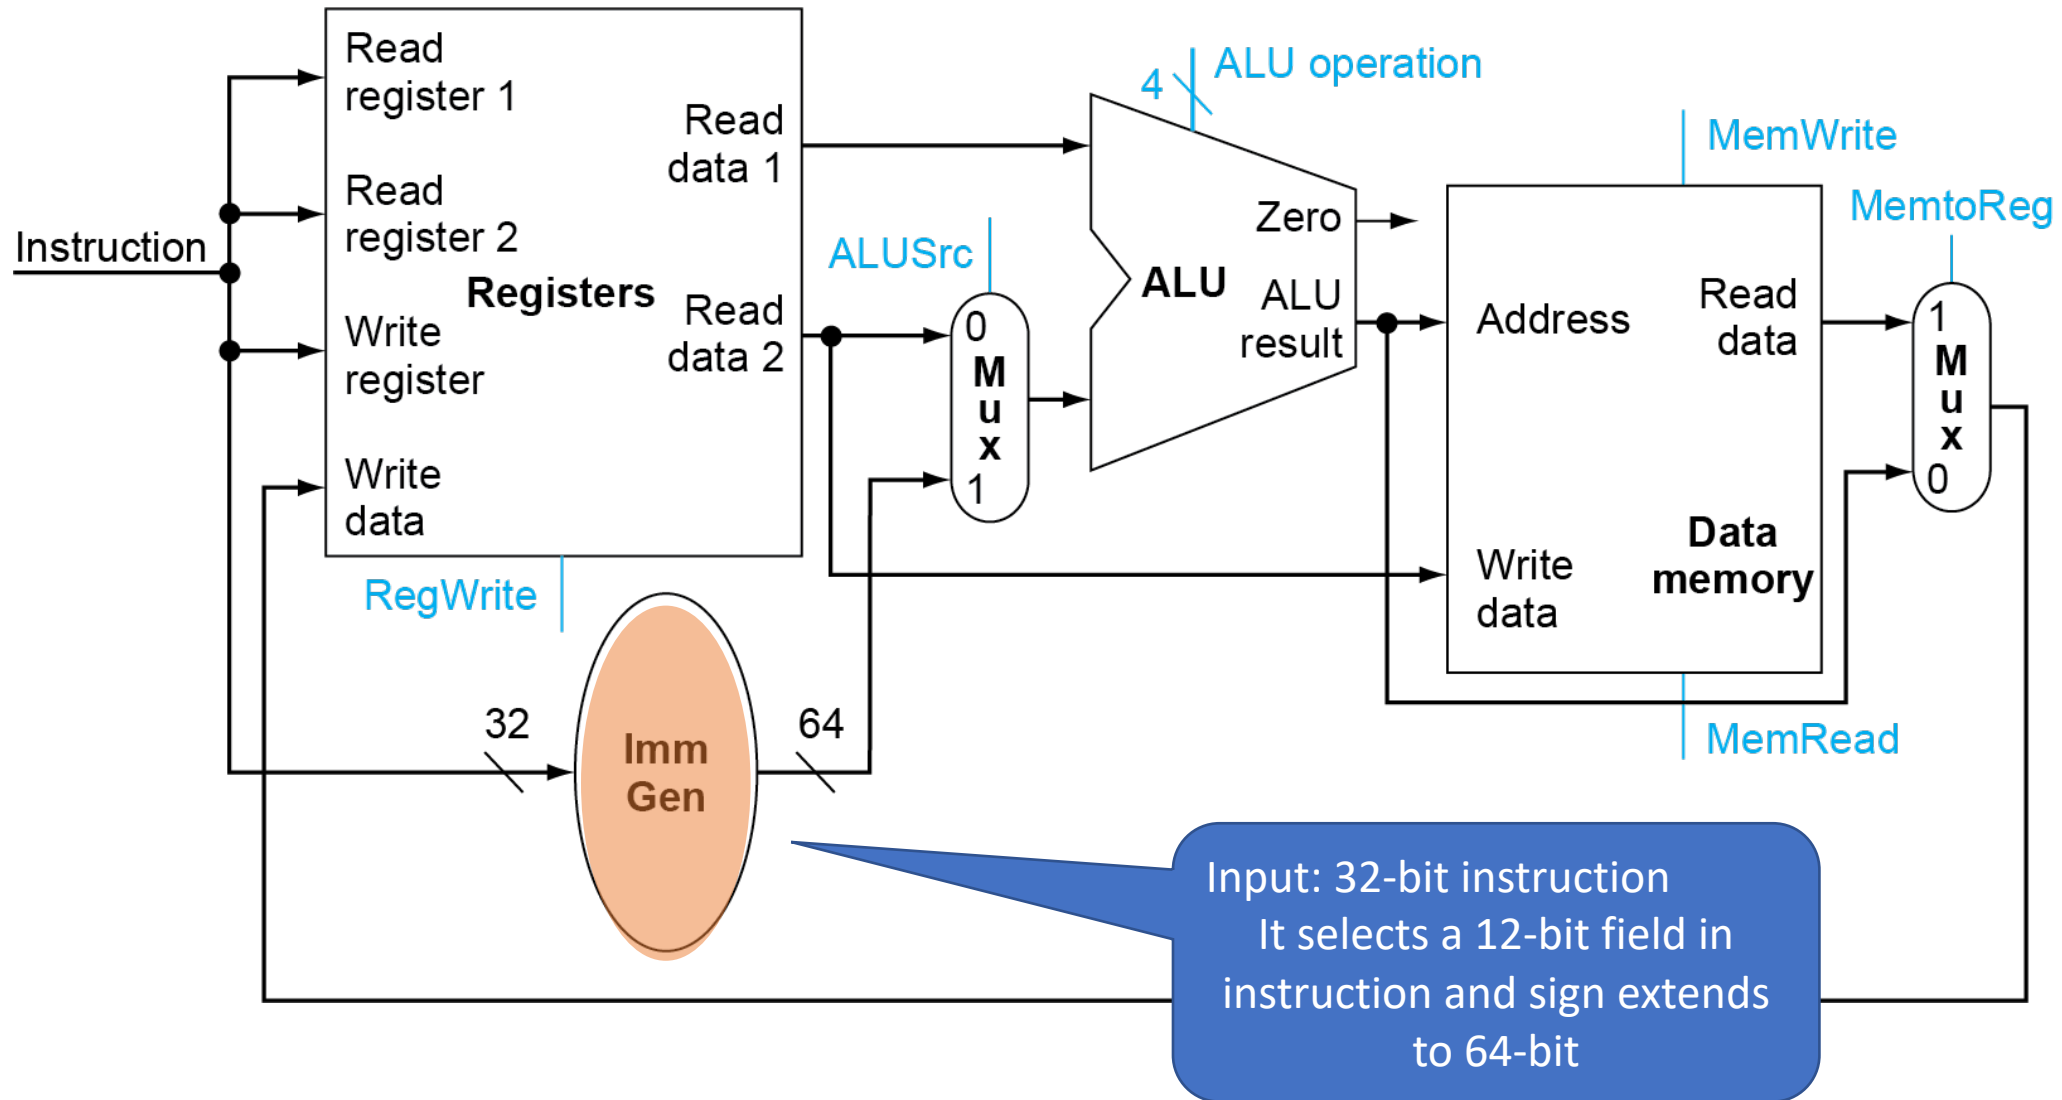 Instruction
Read
register 1
Read
register 2
Write
register
Write
data
Registers
Read
data 1
Read
data 2
RegWrite
32
Imm
Gen
64
ALUSrc
0
M
u
x
1
4
ALU operation
ALU
Zero
ALU
result
MemWrite
Address
Read
data
Write
data
Data
memory
MemRead
MemtoReg
1
M
u
x
0
Input: 32-bit instruction
It selects a 12-bit field in
instruction and sign extends
to 64-bit